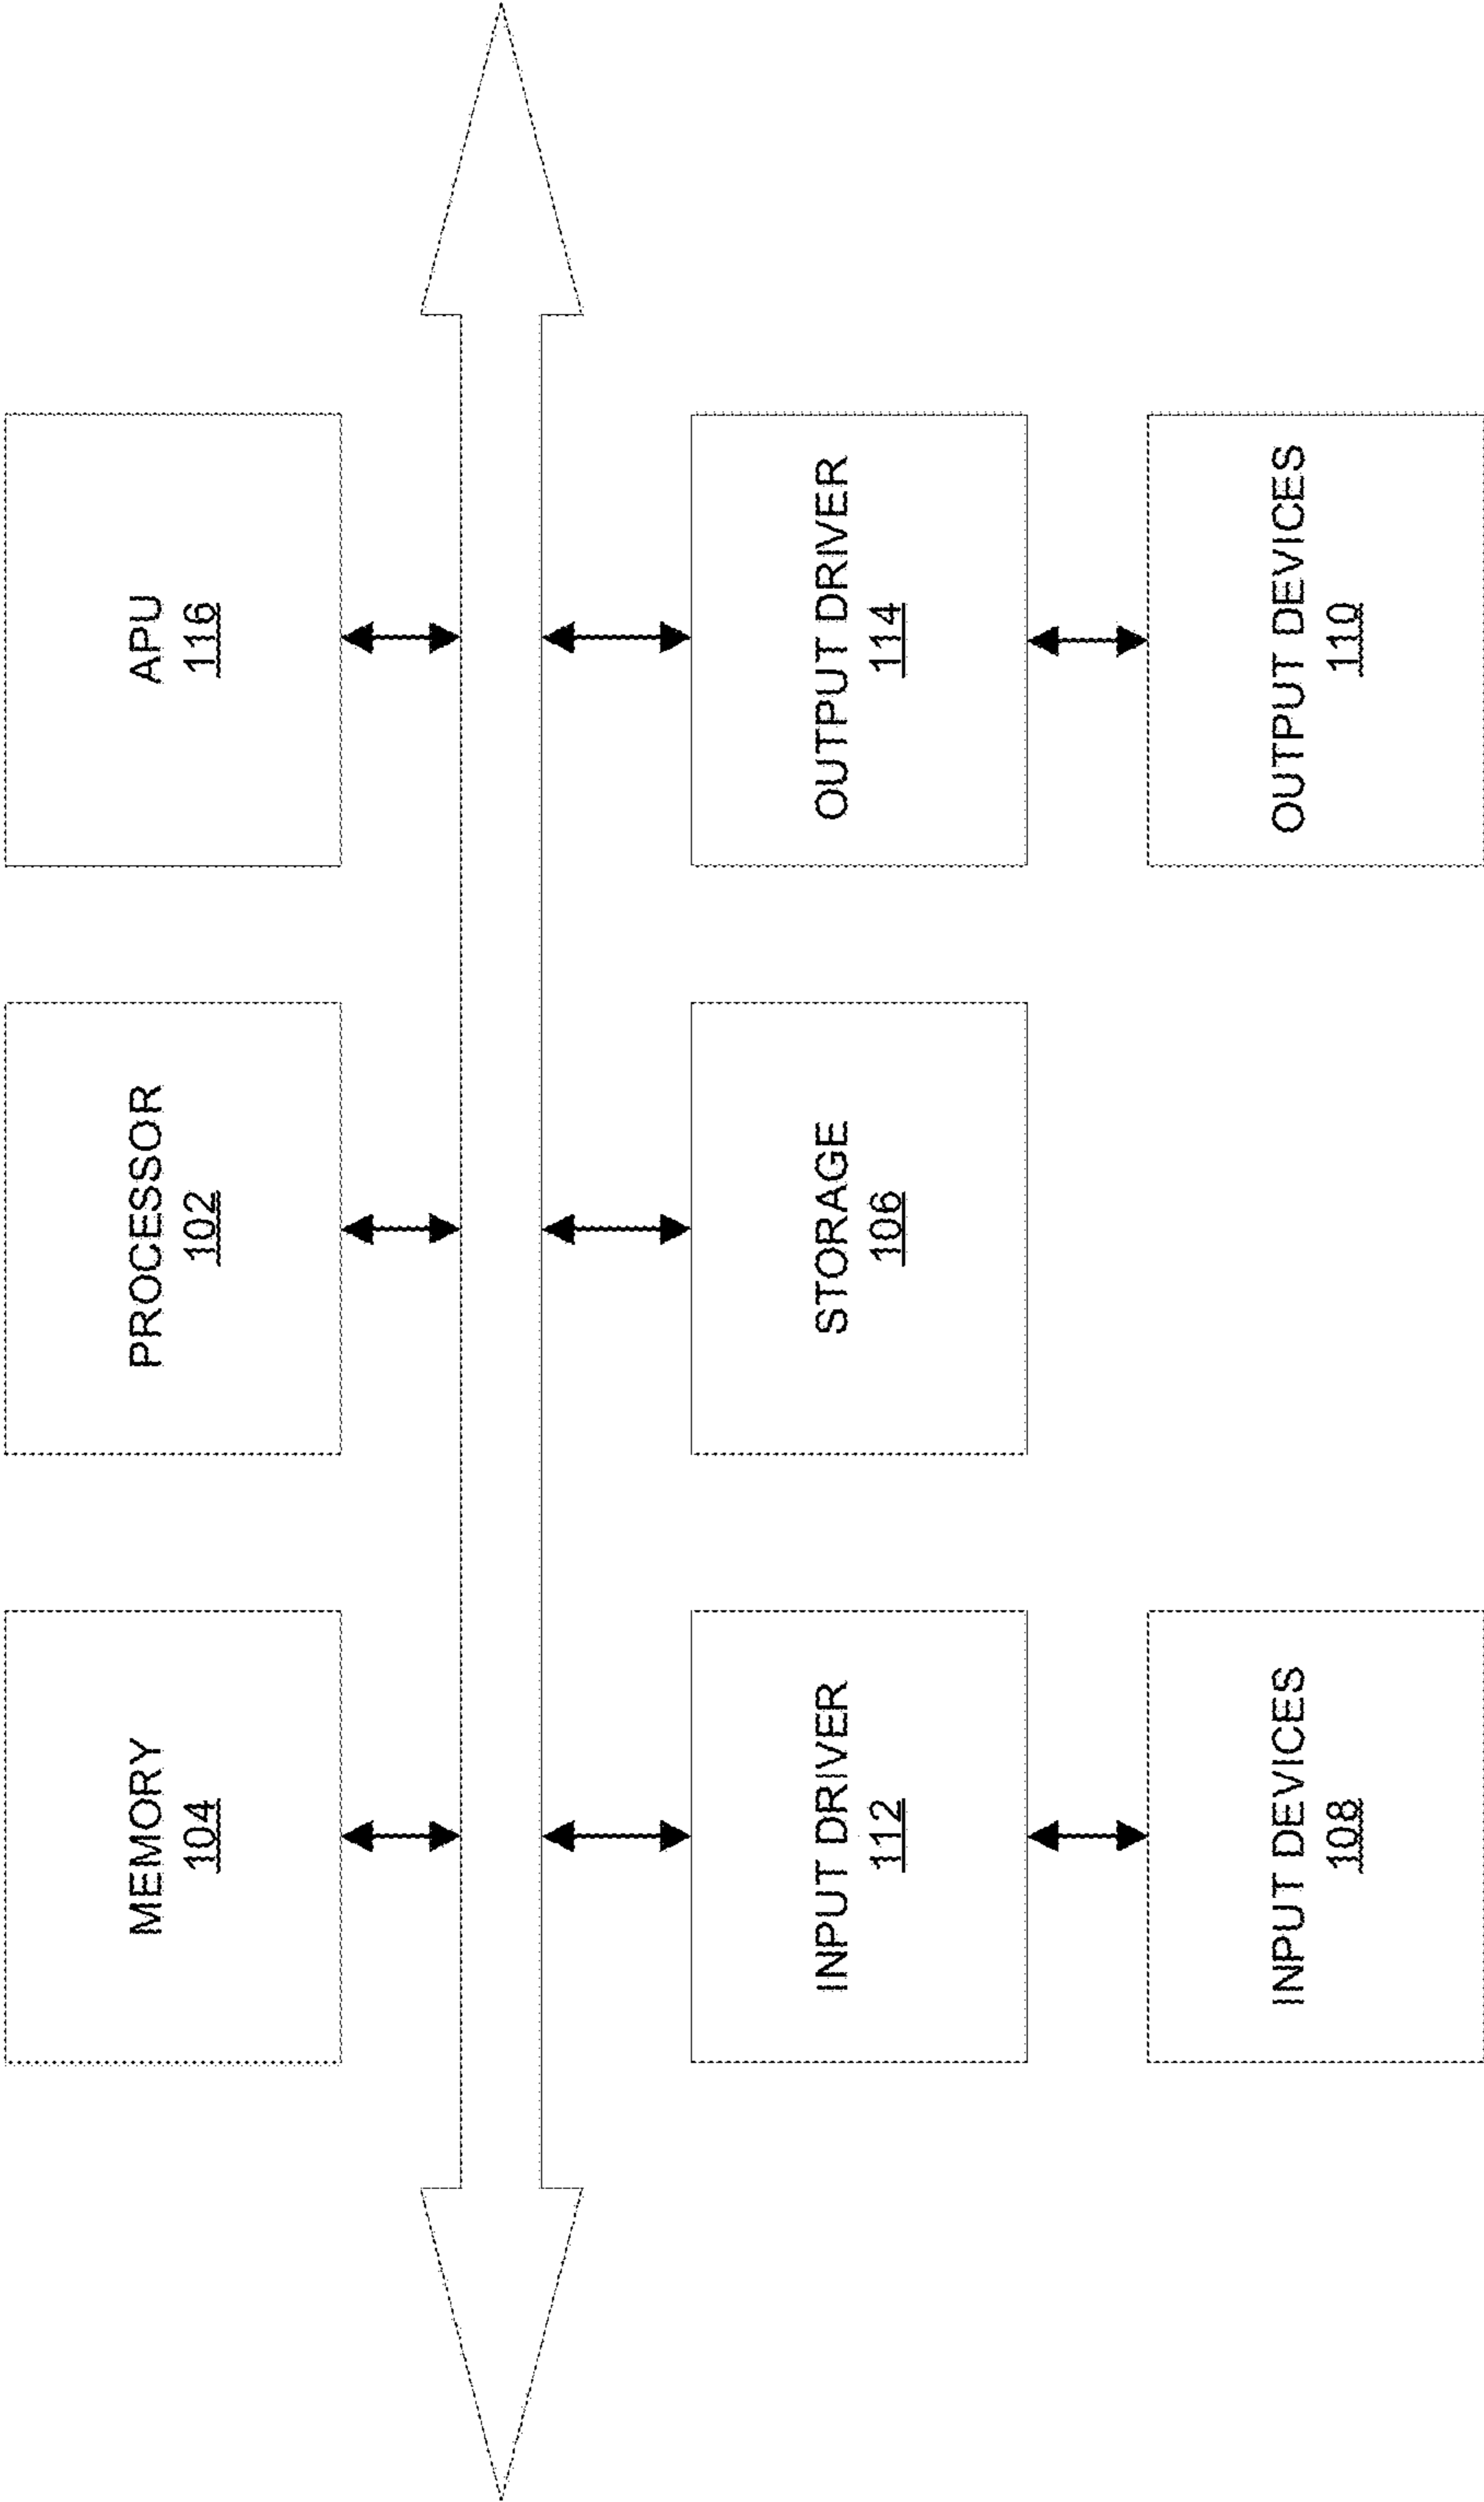 MEMORY
104
PROCESSOR
102
APU
116
INPUT DRIVER
112
STORAGE
106
OUTPUT DRIVER
114
INPUT DEVICES
108
OUTPUT DEVICES
110